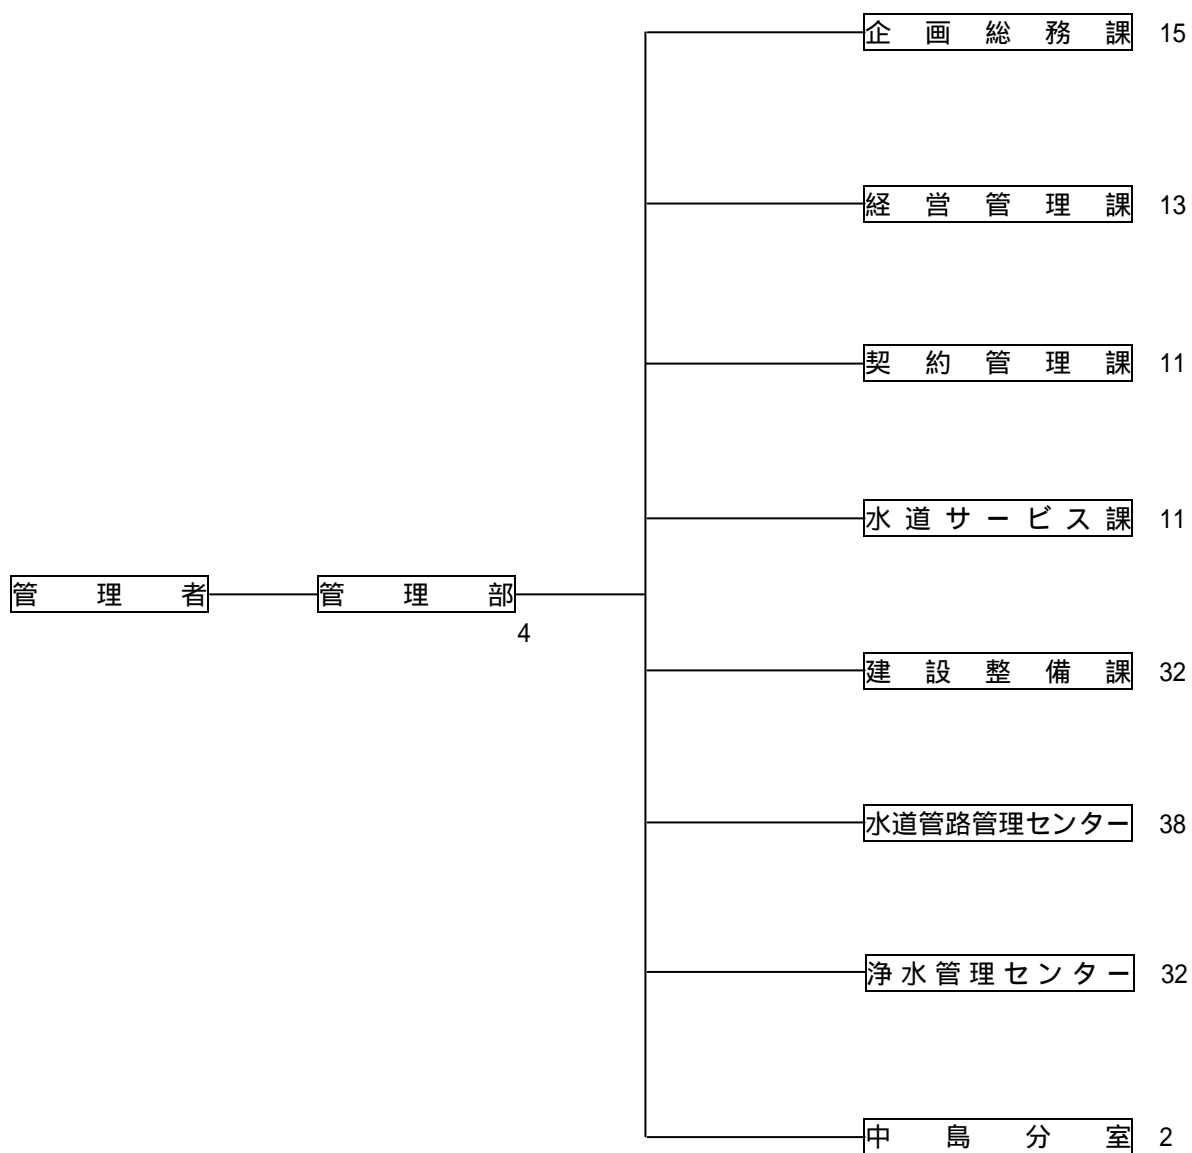 企画総務課 15
経営管理課 13
契約管理課 11
水道サービス課 11
管理者 管理部
4
建設整備課 32
水道管路管理センター 38
浄水管理センター 32
中島分室 2